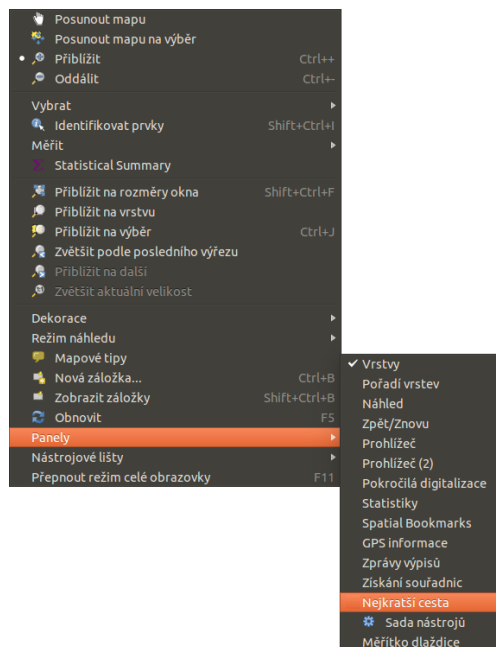 Posunout mapu
Posunout mapu na výběr
Přiblížit Ctrl++
Oddálit Ctrl+-
Vybrat
Identifikovat prvky Shift+Ctrl+I
Měřit
Statistical Summary
Přiblížit na rozměry okna Shift+Ctrl+F
Přiblížit na vrstvu
Přiblížit na výběr Ctrl+J
Zvětšit podle posledního výřezu
Přiblížit na další
Zvětšit aktuální velikost
Dekorace
Režim náhledu
Mapové tipy
Nová záložka... Ctrl+B
Zobrazit záložky Shift+Ctrl+B
Obnovit F5
Panely
Nástrojové lišty
Přepnout režim celé obrazovky F11
Vrstvy
Pořadí vrstev
Náhled
Zpět/Znovu
Prohlížeč
Prohlížeč (2)
Pokročilá digitalizace
Statistiky
Spatial Bookmarks
GPS informace
Zprávy výpisů
Získání souřadnic
Nejkratší cesta
Sada nástrojů
Měřítko dlaždice